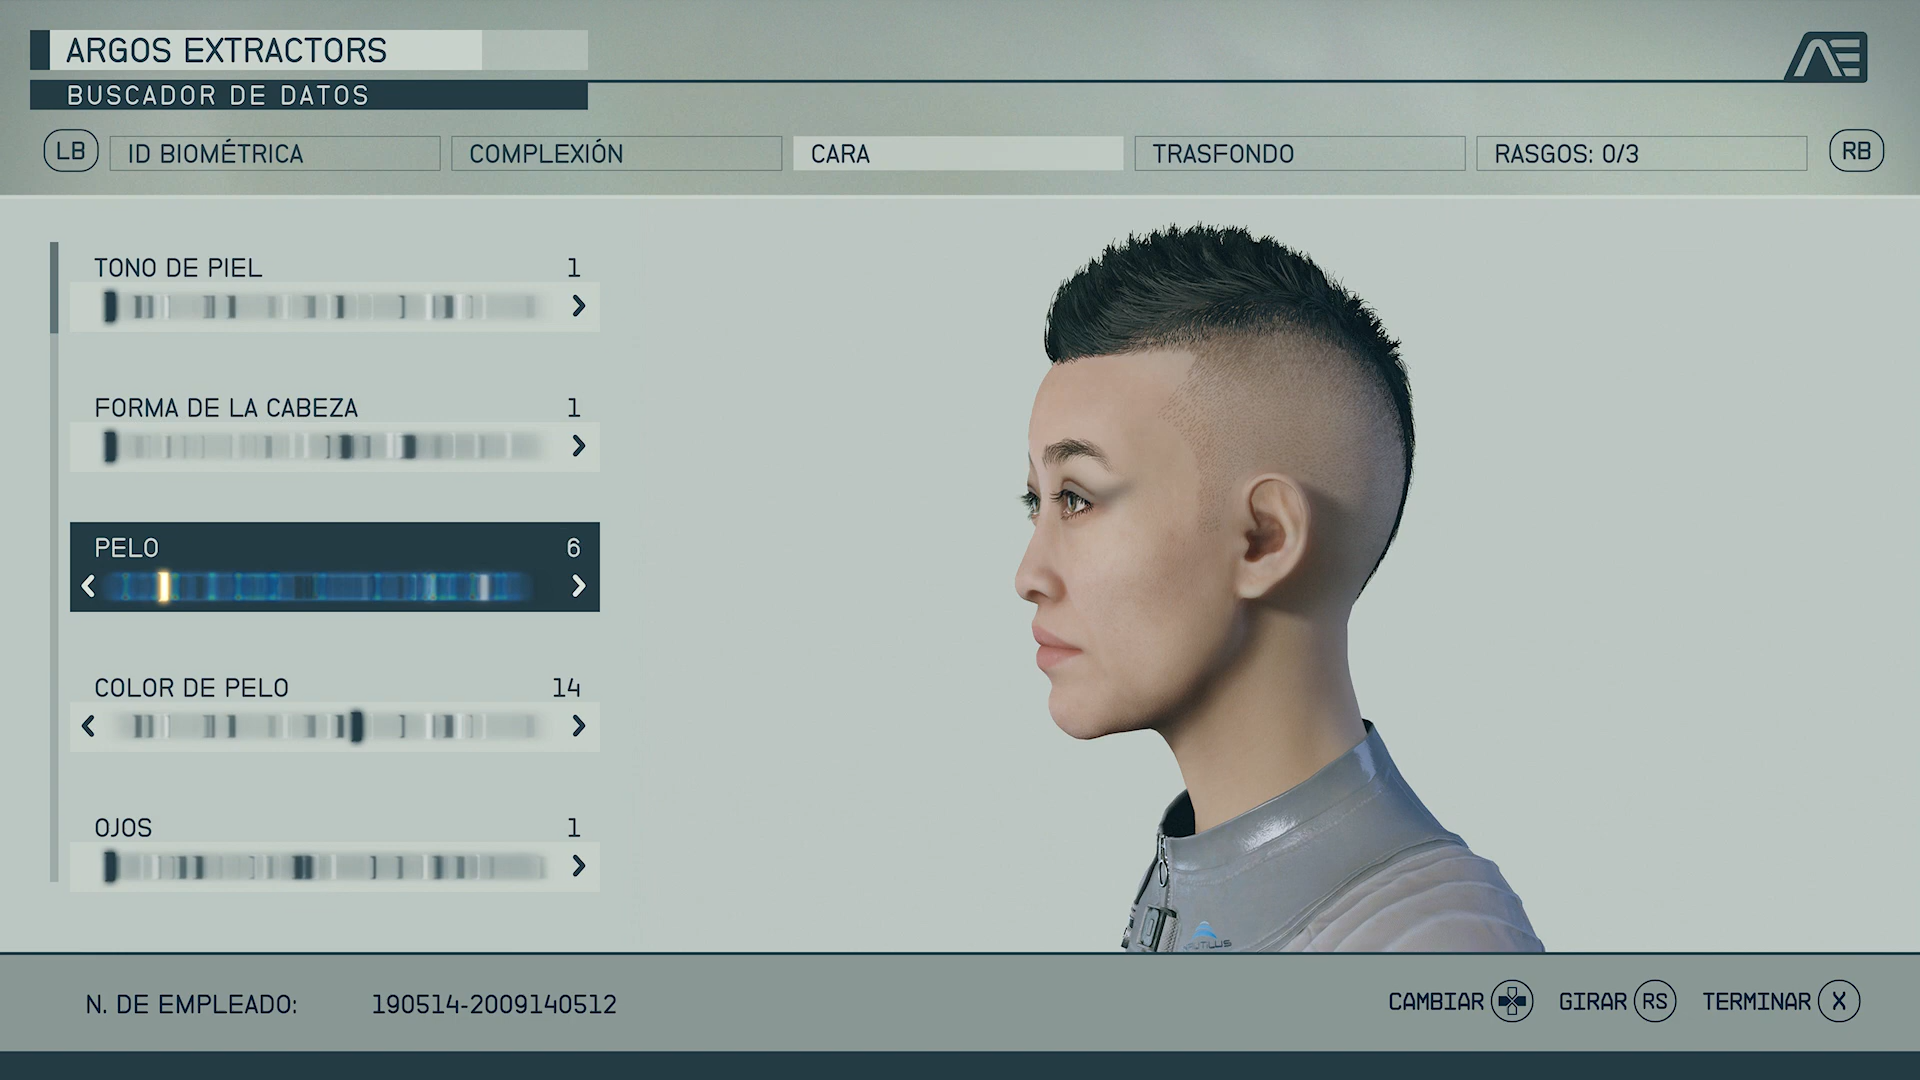 ARGOS EXTRACTORS
AE
BUSCADOR DE DATOS
LB ID BIOMÉTRICA COMPLEXIÓN CARA TRASFONDO RASGOS: 0/3 RB
TONO DE PIEL 1
FORMA DE LA CABEZA 1
PELO 6
COLOR DE PELO 14
OJOS 1
NAUTILUS
N. DE EMPLEADO: 190514-2009140512 CAMBIAR GIRAR RS TERMINAR X